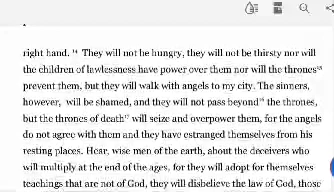 right hand. ¹⁴ They will not be hungry, they will not be thirsty nor will
the children of lawlessness have power over them nor will the thrones¹⁵
prevent them, but they will walk with angels to my city. The sinners,
however, will be shamed, and they will not pass beyond¹⁶ the thrones,
but the thrones of death¹⁷ will seize and overpower them, for the angels
do not agree with them and they have estranged themselves from his
resting places. Hear, wise men of the earth, about the deceivers who
will multiply at the end of the ages, for they will adopt for themselves
teachings that are not of God, they will disbelieve the law of God, those